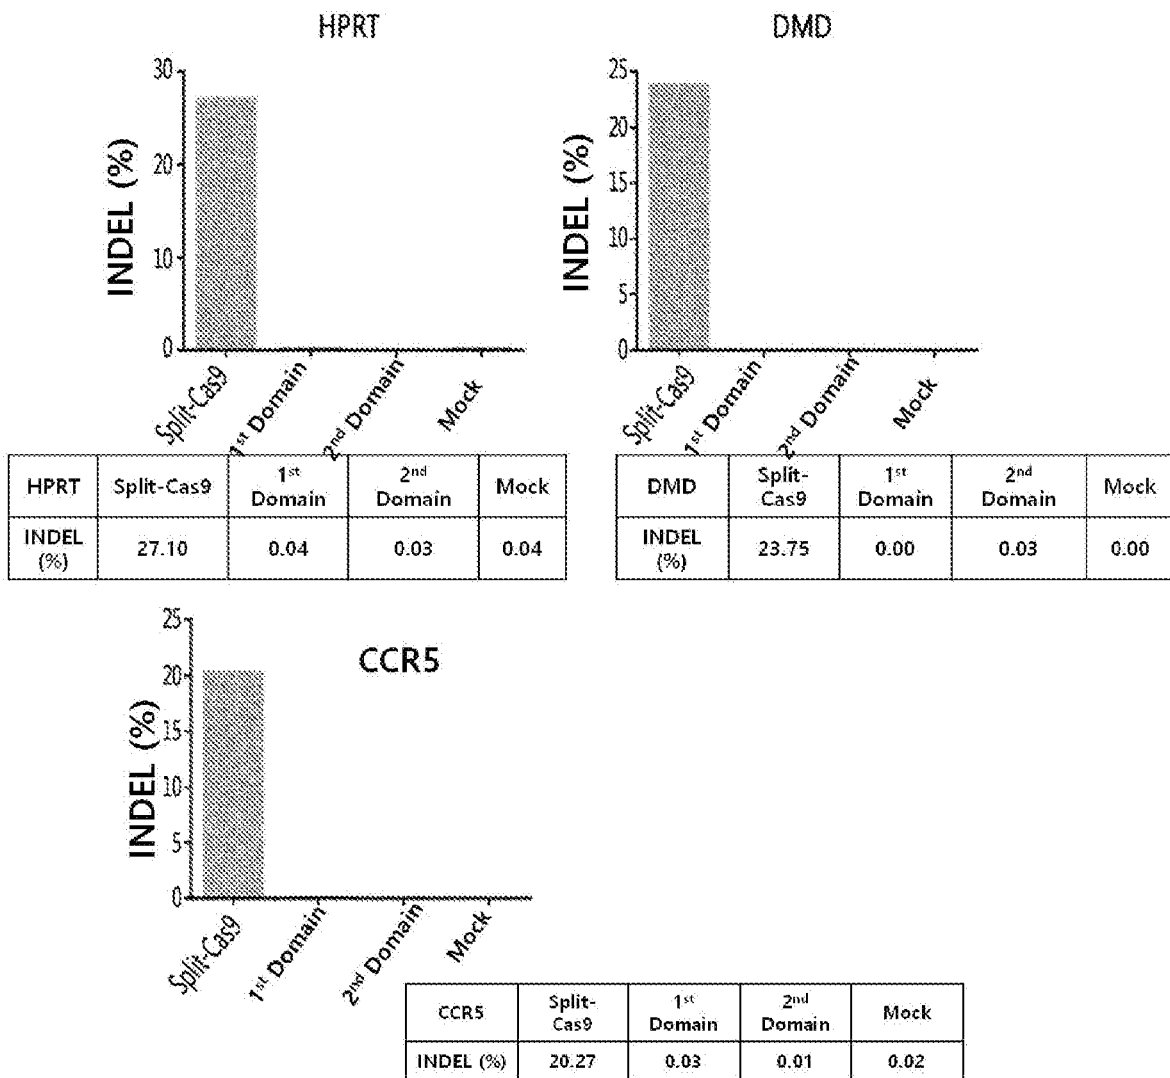 HPRT
INDEL (%)
30
20
10
0
Split-Cas9
1st Domain
2nd Domain
Mock
HPRT Split-Cas9 1st Domain 2nd Domain Mock
INDEL (%) 27.10 0.04 0.03 0.04
DMD
INDEL (%)
25
20
15
10
5
0
Split-Cas9
1st Domain
2nd Domain
Mock
DMD Split-Cas9 1st Domain 2nd Domain Mock
INDEL (%) 23.75 0.00 0.03 0.00
CCR5
INDEL (%)
25
20
15
10
5
0
Split-Cas9
1st Domain
2nd Domain
Mock
CCR5 Split-Cas9 1st Domain 2nd Domain Mock
INDEL (%) 20.27 0.03 0.01 0.02